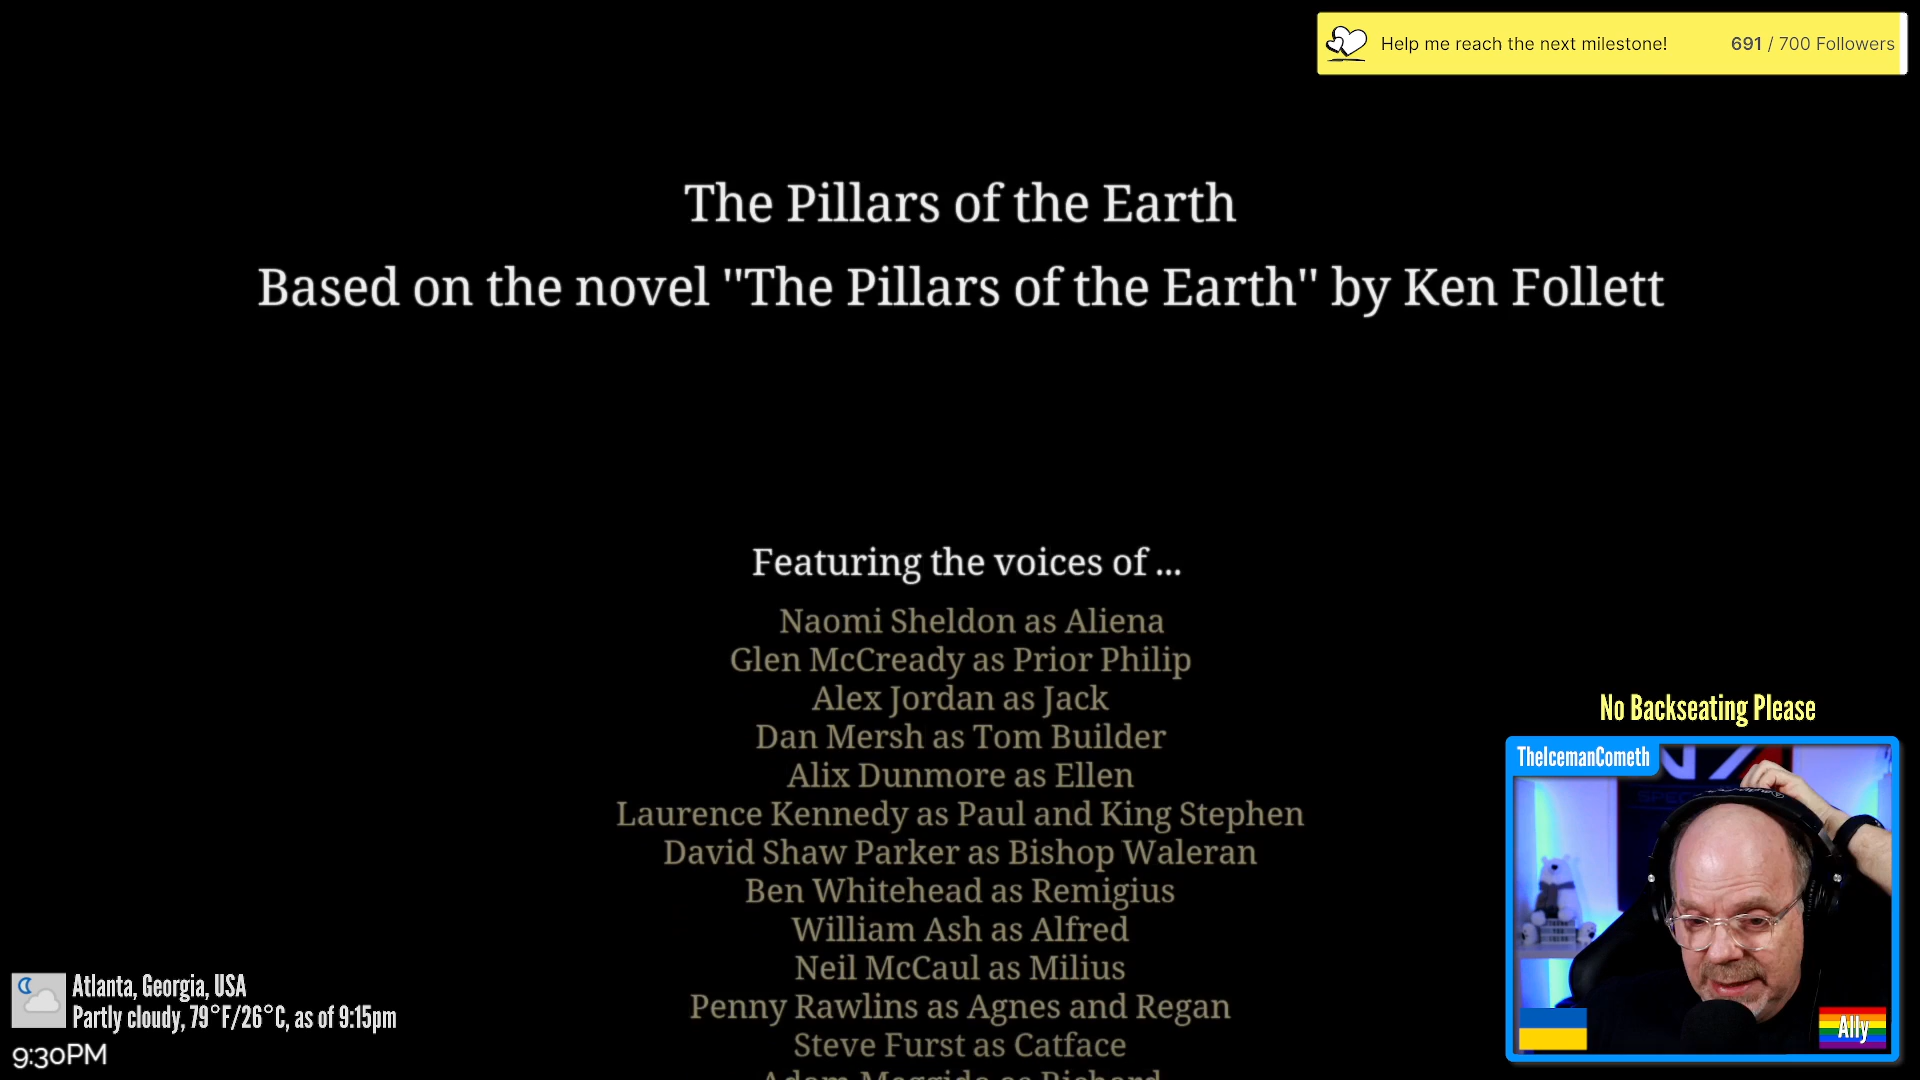 Help me reach the next milestone! 691 / 700 Followers
The Pillars of the Earth
Based on the novel "The Pillars of the Earth" by Ken Follett
Featuring the voices of ...
Naomi Sheldon as Aliena
Glen McCready as Prior Philip
Alex Jordan as Jack
Dan Mersh as Tom Builder
Alix Dunmore as Ellen
Laurence Kennedy as Paul and King Stephen
David Shaw Parker as Bishop Waleran
Ben Whitehead as Remigius
William Ash as Alfred
Neil McCaul as Milius
Penny Rawlins as Agnes and Regan
Steve Furst as Catface
No Backseating Please
TheIcemanCometh
Ally
Atlanta, Georgia, USA
Partly cloudy, 79°F/26°C, as of 9:15pm
9:30PM